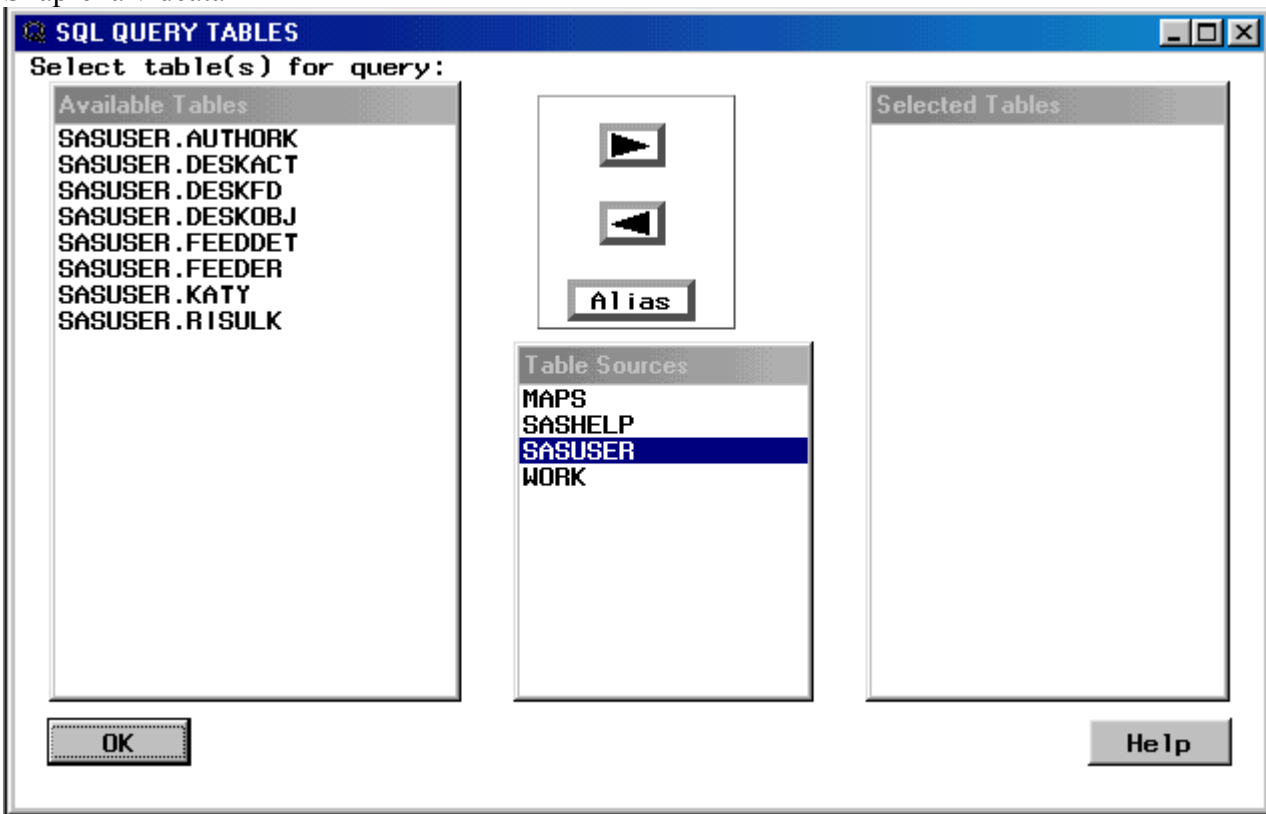 SQL QUERY TABLES
Select table(s) for query:
Available Tables
SASUSER.AUTHORK
SASUSER.DESKACT
SASUSER.DESKFD
SASUSER.DESKOBJ
SASUSER.FEEDDET
SASUSER.FEEDER
SASUSER.KATY
SASUSER.RISULK
Alias
Table Sources
MAPS
SASHELP
SASUSER
WORK
Selected Tables
OK
Help